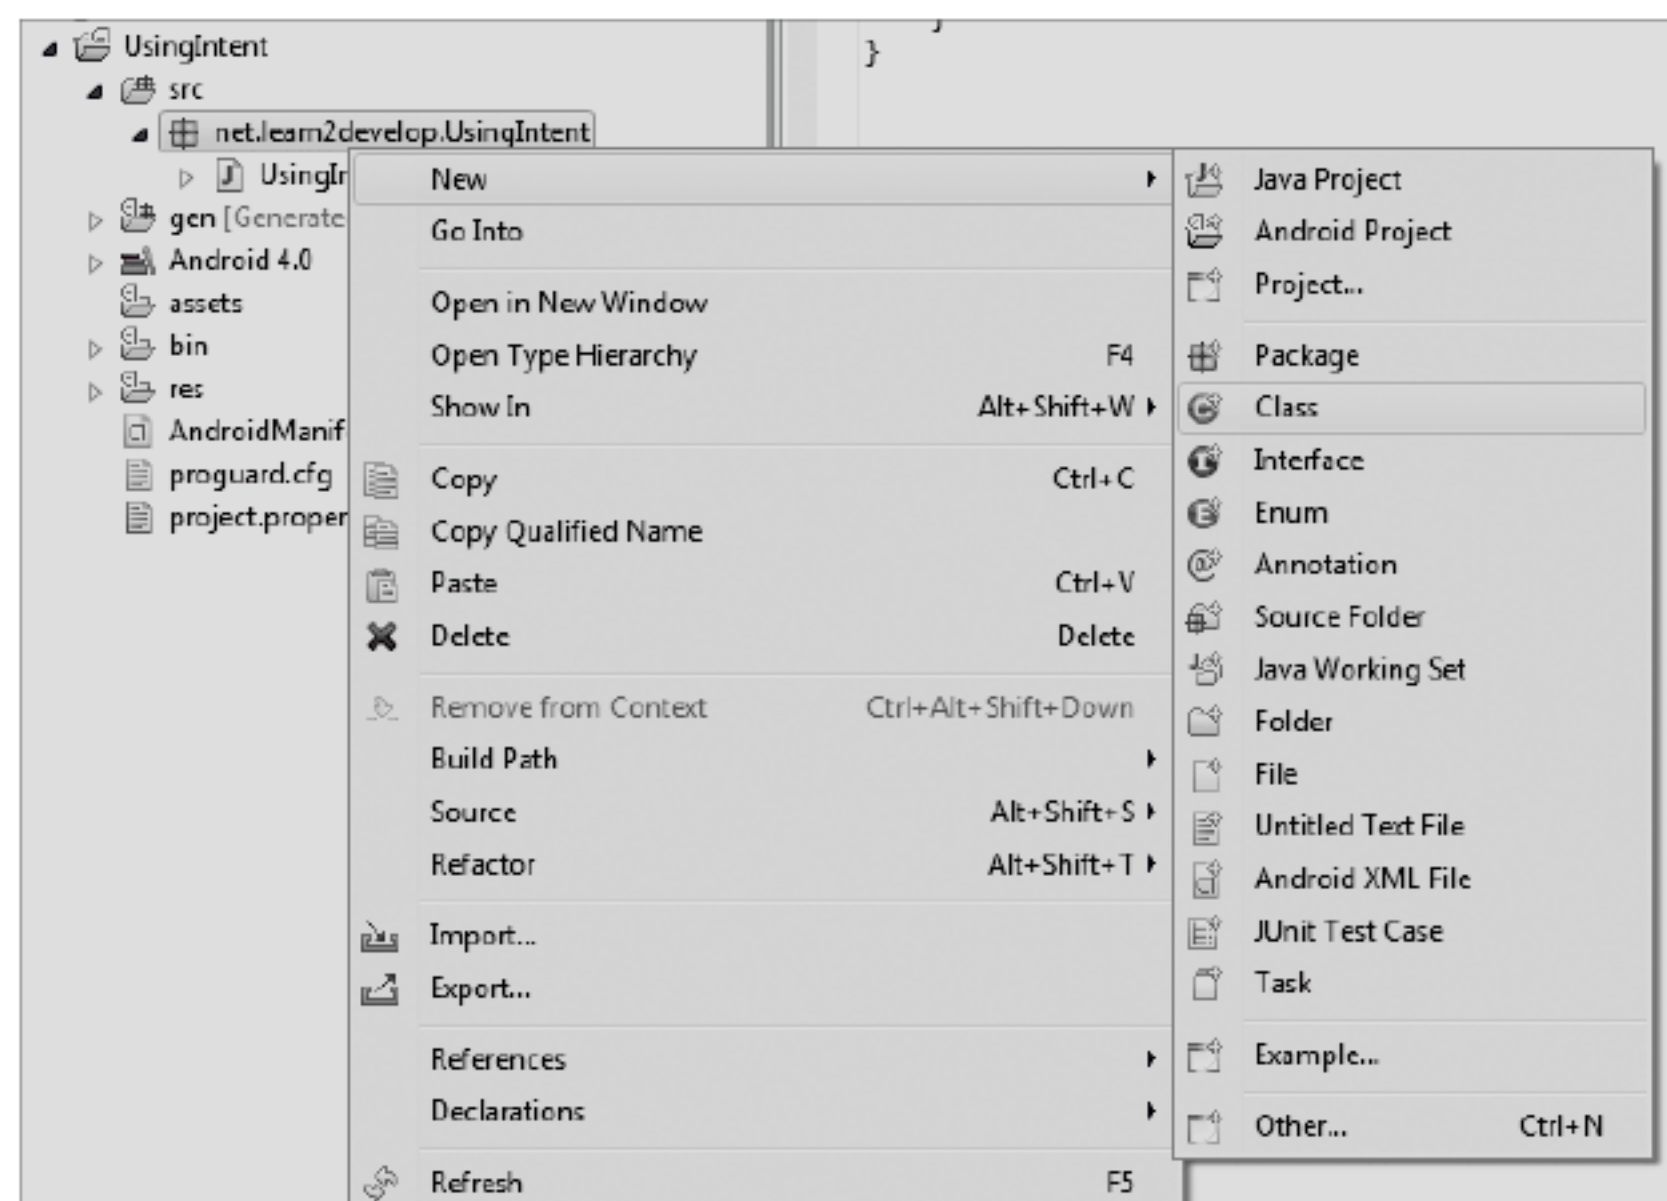 }
UsingIntent
}
src
net.learn2develop.UsingIntent
UsingIn
gen [Generate
Android 4.0
assets
bin
res
AndroidManif
proguard.cfg
project.proper
New
Go Into
Open in New Window
Open Type Hierarchy F4
Show In Alt+Shift+W
Copy Ctrl+C
Copy Qualified Name
Paste Ctrl+V
Delete Delete
Remove from Context Ctrl+Alt+Shift+Down
Build Path
Source Alt+Shift+S
Refactor Alt+Shift+T
Import...
Export...
References
Declarations
Refresh F5
Java Project
Android Project
Project...
Package
Class
Interface
Enum
Annotation
Source Folder
Java Working Set
Folder
File
Untitled Text File
Android XML File
JUnit Test Case
Task
Example...
Other... Ctrl+N